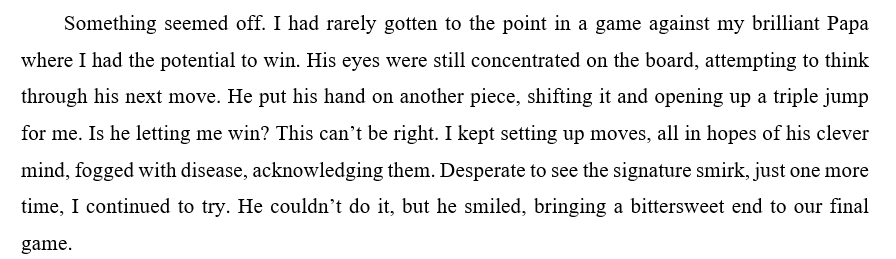 Something seemed off. I had rarely gotten to the point in a game against my brilliant Papa
where I had the potential to win. His eyes were still concentrated on the board, attempting to think
through his next move. He put his hand on another piece, shifting it and opening up a triple jump
for me. Is he letting me win? This can’t be right. I kept setting up moves, all in hopes of his clever
mind, fogged with disease, acknowledging them. Desperate to see the signature smirk, just one more
time, I continued to try. He couldn’t do it, but he smiled, bringing a bittersweet end to our final
game.